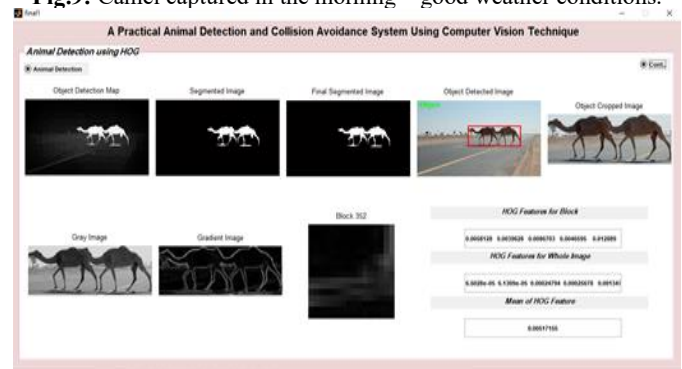 Fig.9: Camel captured in the morning – good weather conditions.
final1
A Practical Animal Detection and Collision Avoidance System Using Computer Vision Technique
Animal Detection using HOG
Animal Detection
Cont..
Object Detection Map
Segmented Image
Final Segmented Image
Object Detected Image
Object Cropped Image
Gray Image
Gradient Image
Block 352
HOG Features for Block
HOG Features for Whole Image
Mean of HOG Feature
0.00517155